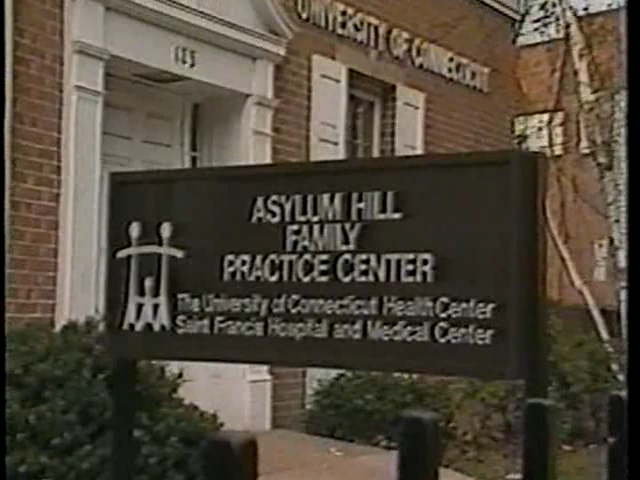 UNIVERSITY OF CONNECTICUT
185
ASYLUM HILL
FAMILY
PRACTICE CENTER
The University of Connecticut Health Center
Saint Francis Hospital and Medical Center